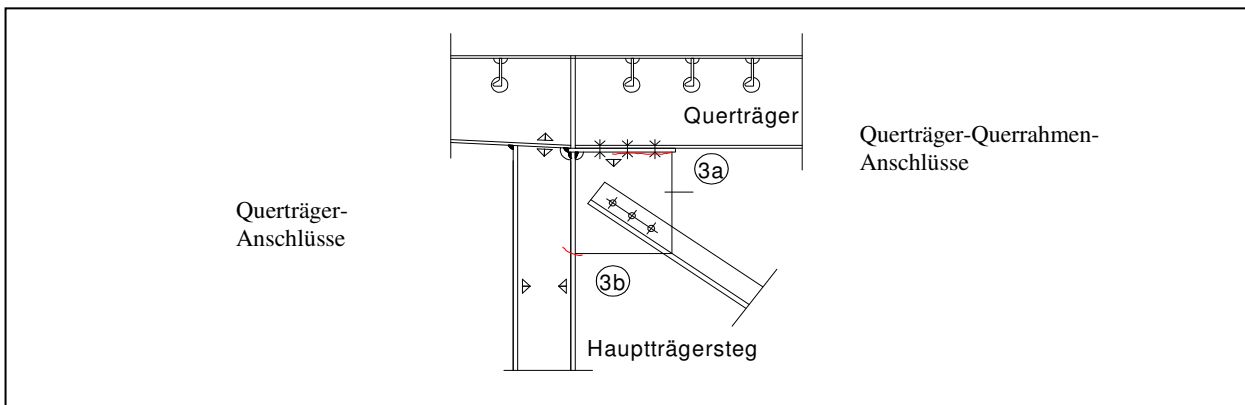 Querträger
Querträger-Querrahmen-
Anschlüsse
3a
Querträger-
Anschlüsse
3b
Hauptträgersteg